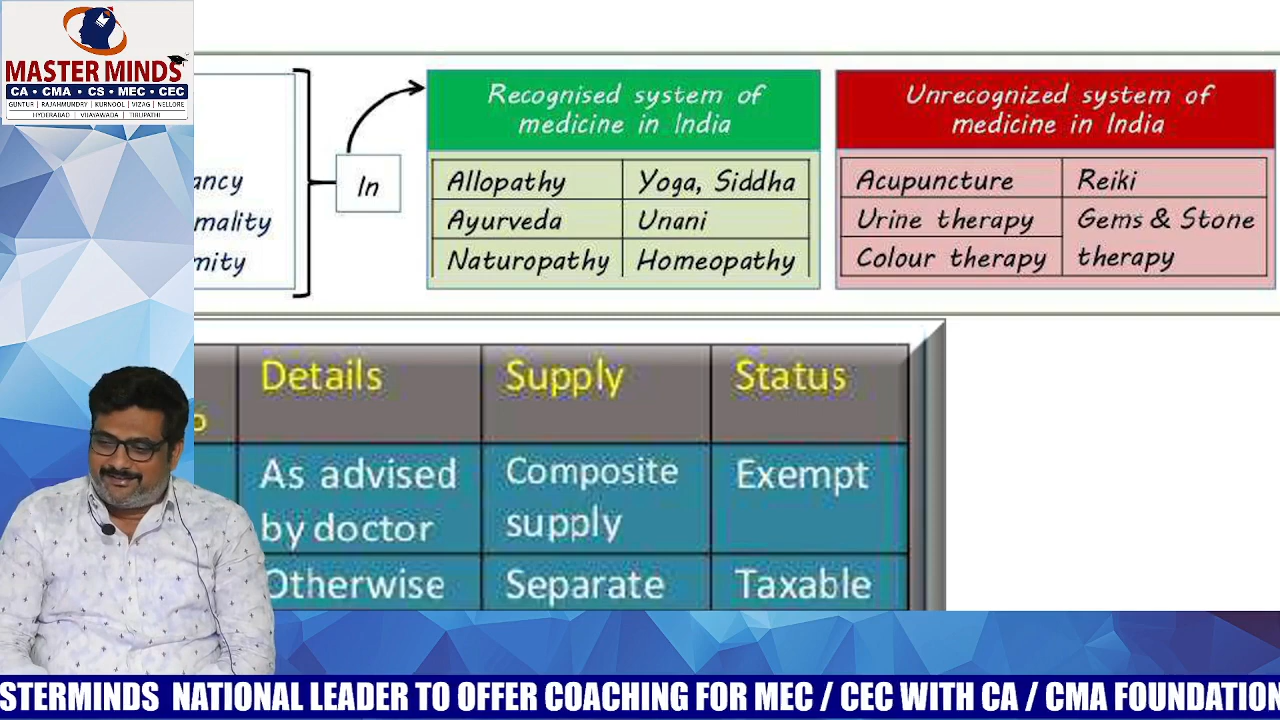 MASTER MINDS
CA • CMA • CS • MEC • CEC
GUNTUR | RAJAHMUNDRY | KURNOOL | VIZAG | NELLORE
HYDERABAD | VIJAYAWADA | TIRUPATHI
ancy
mality
mity
In
Recognised system of
medicine in India
Allopathy Yoga, Siddha
Ayurveda Unani
Naturopathy Homeopathy
Unrecognized system of
medicine in India
Acupuncture Reiki
Urine therapy Gems & Stone
Colour therapy therapy
Details Supply Status
As advised Composite Exempt
by doctor supply
Otherwise Separate Taxable
STERMINDS NATIONAL LEADER TO OFFER COACHING FOR MEC / CEC WITH CA / CMA FOUNDATION